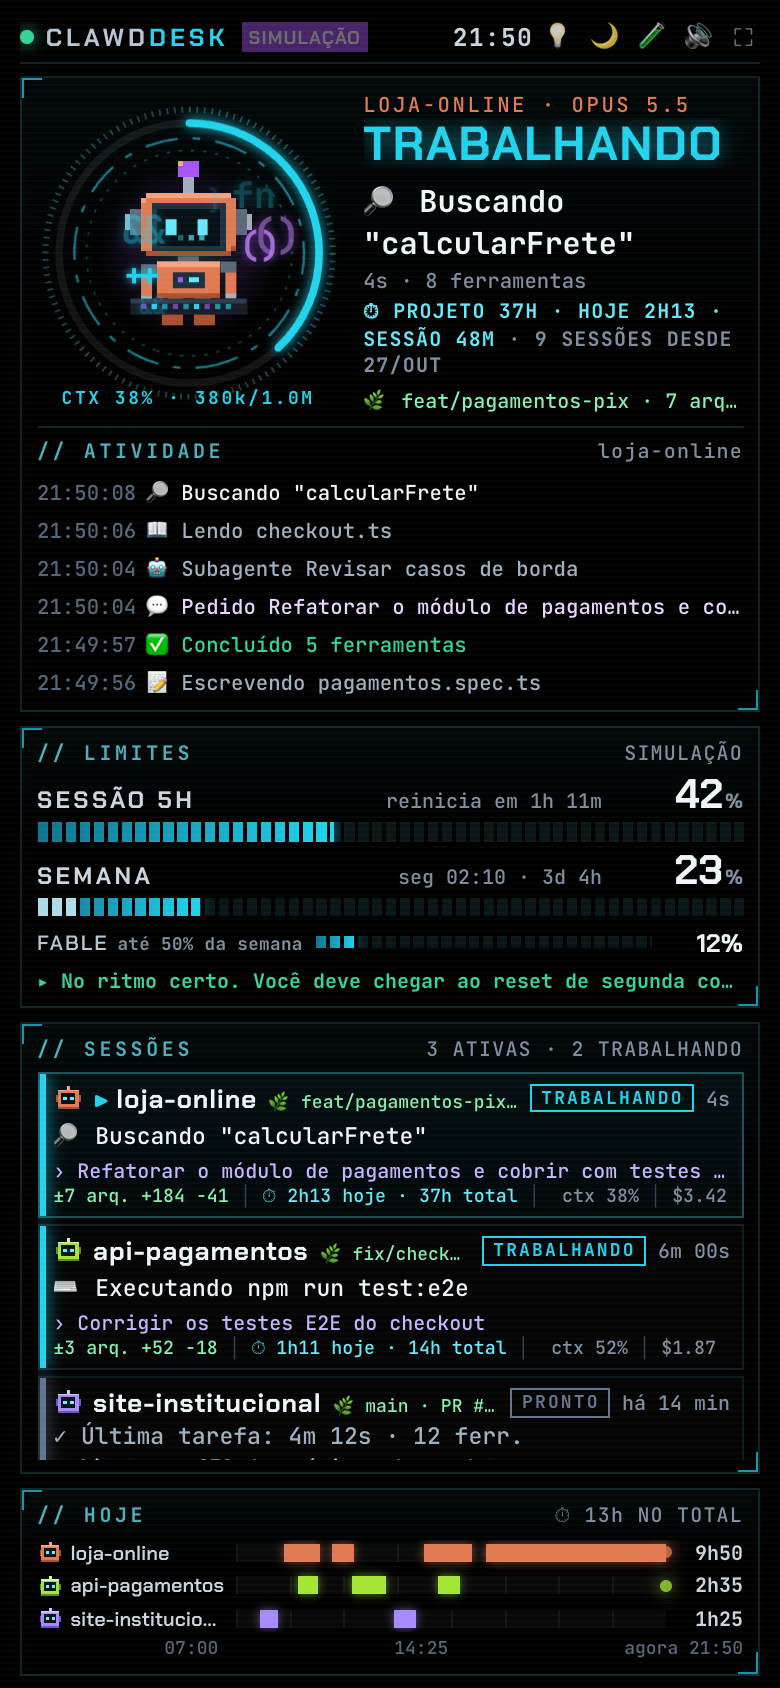 CLAWDDESK SIMULAÇÃO 21:50
LOJA-ONLINE · OPUS 5.5
TRABALHANDO
Buscando
"calcularFrete"
4s · 8 ferramentas
PROJETO 37H · HOJE 2H13 ·
SESSÃO 48M · 9 SESSÕES DESDE
27/OUT
feat/pagamentos-pix · 7 arq…
fn
&&
{}
()
++
CTX 38% · 380k/1.0M
// ATIVIDADE loja-online
21:50:08 Buscando "calcularFrete"
21:50:06 Lendo checkout.ts
21:50:04 Subagente Revisar casos de borda
21:50:04 Pedido Refatorar o módulo de pagamentos e co…
21:49:57 Concluído 5 ferramentas
21:49:56 Escrevendo pagamentos.spec.ts
// LIMITES SIMULAÇÃO
SESSÃO 5H reinicia em 1h 11m 42%
SEMANA seg 02:10 · 3d 4h 23%
FABLE até 50% da semana 12%
▸ No ritmo certo. Você deve chegar ao reset de segunda co…
// SESSÕES 3 ATIVAS · 2 TRABALHANDO
▶ loja-online feat/pagamentos-pix… TRABALHANDO 4s
Buscando "calcularFrete"
› Refatorar o módulo de pagamentos e cobrir com testes …
±7 arq. +184 -41 | ⏱ 2h13 hoje · 37h total | ctx 38% | $3.42
api-pagamentos fix/check… TRABALHANDO 6m 00s
Executando npm run test:e2e
› Corrigir os testes E2E do checkout
±3 arq. +52 -18 | ⏱ 1h11 hoje · 14h total | ctx 52% | $1.87
site-institucional main · PR #… PRONTO há 14 min
✓ Última tarefa: 4m 12s · 12 ferr.
// HOJE ⏱ 13h NO TOTAL
loja-online 9h50
api-pagamentos 2h35
site-institucio… 1h25
07:00 14:25 agora 21:50